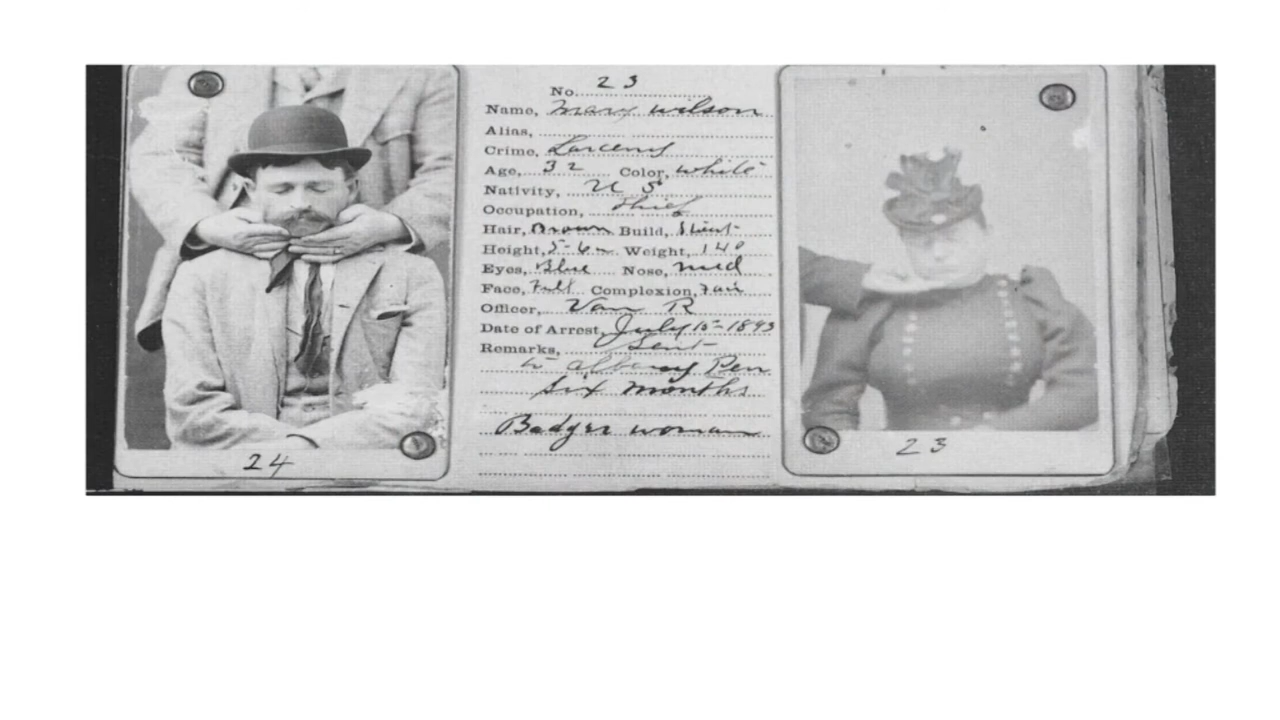 No. 23
Name, Mary Wilson
Alias,
Crime, Larceny
Age, 32 Color, White
Nativity, U S
Occupation, Thief
Hair, Brown Build, Stout
Height, 5-6 Weight, 140
Eyes, Blue Nose, med
Face, Full Complexion, Fair
Officer, Van R
Date of Arrest, July 15-1893
Remarks, Sent
to Albany Pen
six months
Badger woman
24
23